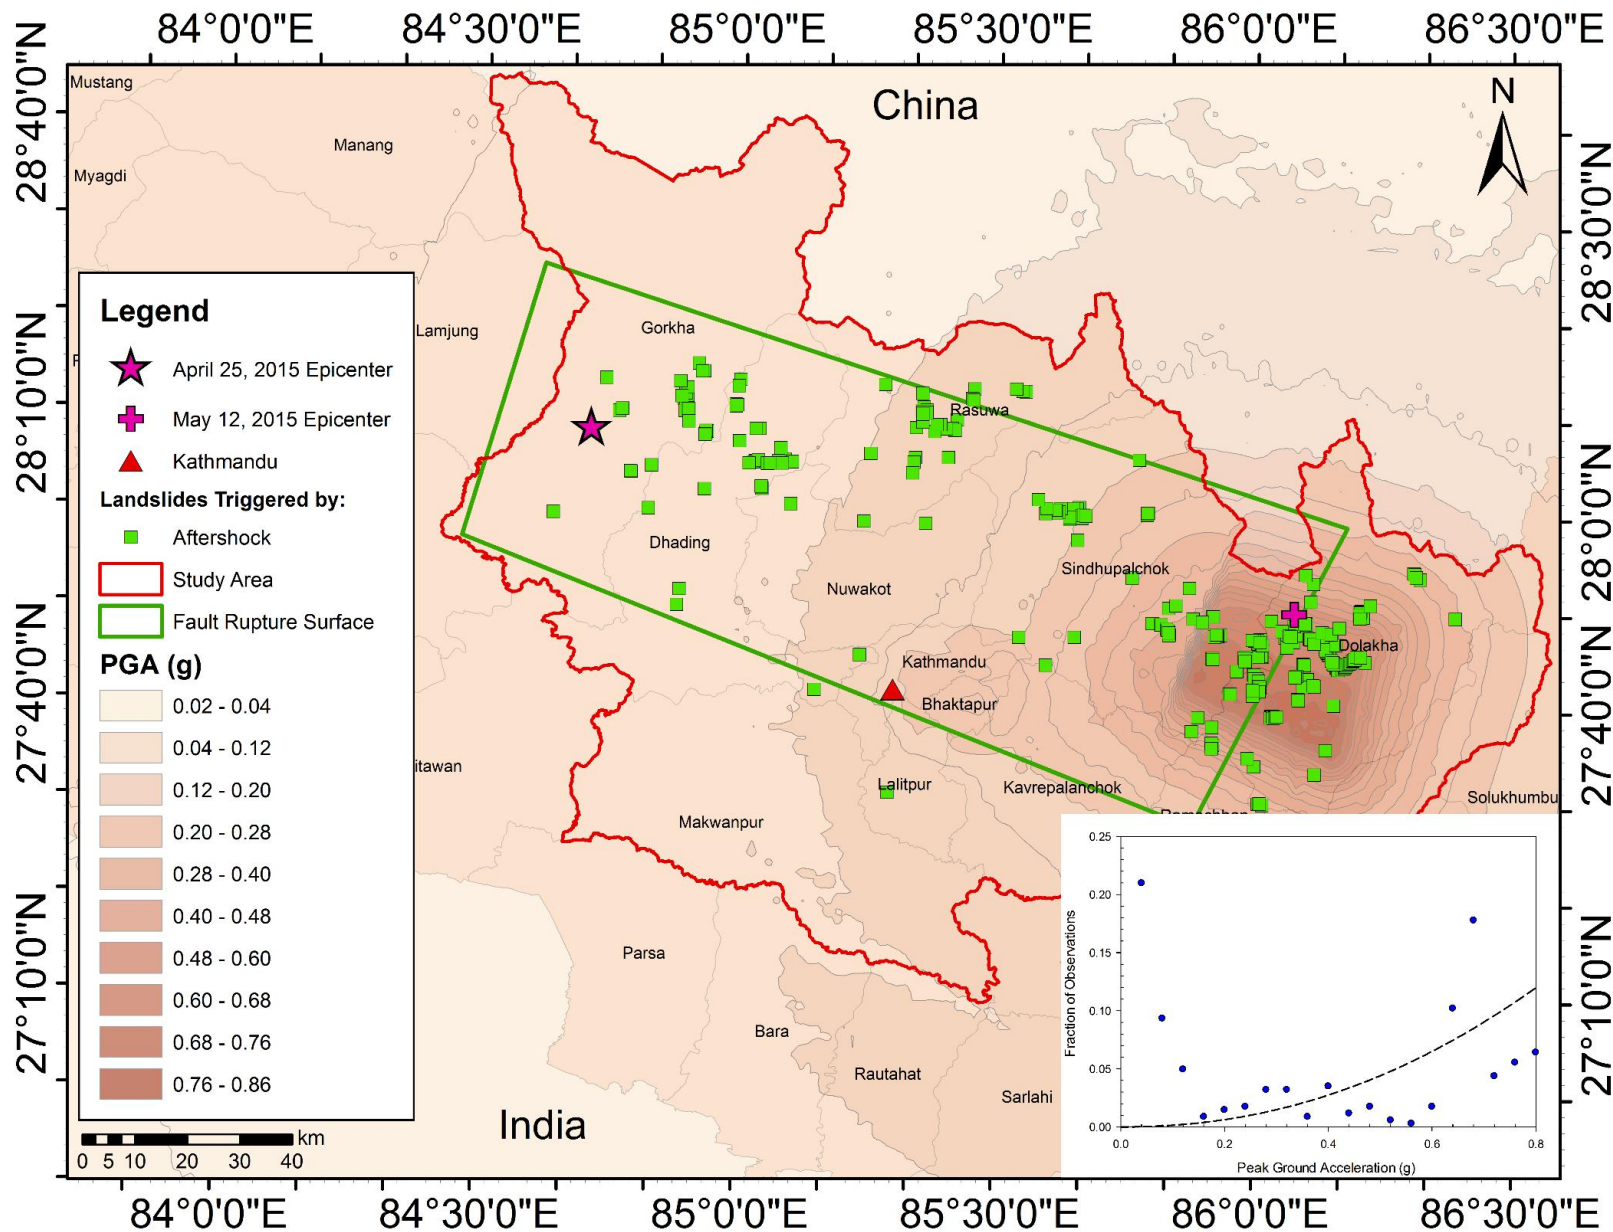 84°0'0"E 84°30'0"E 85°0'0"E 85°30'0"E 86°0'0"E 86°30'0"E
28°40'0"N
28°10'0"N
27°40'0"N
27°10'0"N
28°30'0"N
28°0'0"N
27°40'0"N
27°10'0"N
Mustang
Manang
Myagdi
China
N
Lamjung
Gorkha
Rasuwa
Dhading
Nuwakot
Sindhupalchok
Dolakha
Kathmandu
Bhaktapur
Lalitpur
Kavrepalanchok
Solukhumbu
itawan
Makwanpur
Parsa
Bara
Rautahat
Sarlahi
India
Legend
April 25, 2015 Epicenter
May 12, 2015 Epicenter
Kathmandu
Landslides Triggered by:
Aftershock
Study Area
Fault Rupture Surface
PGA (g)
0.02 - 0.04
0.04 - 0.12
0.12 - 0.20
0.20 - 0.28
0.28 - 0.40
0.40 - 0.48
0.48 - 0.60
0.60 - 0.68
0.68 - 0.76
0.76 - 0.86
km
0 5 10 20 30 40
Fraction of Observations
0.25
0.20
0.15
0.10
0.05
0.00
0.0 0.2 0.4 0.6 0.8
Peak Ground Acceleration (g)
84°0'0"E 84°30'0"E 85°0'0"E 85°30'0"E 86°0'0"E